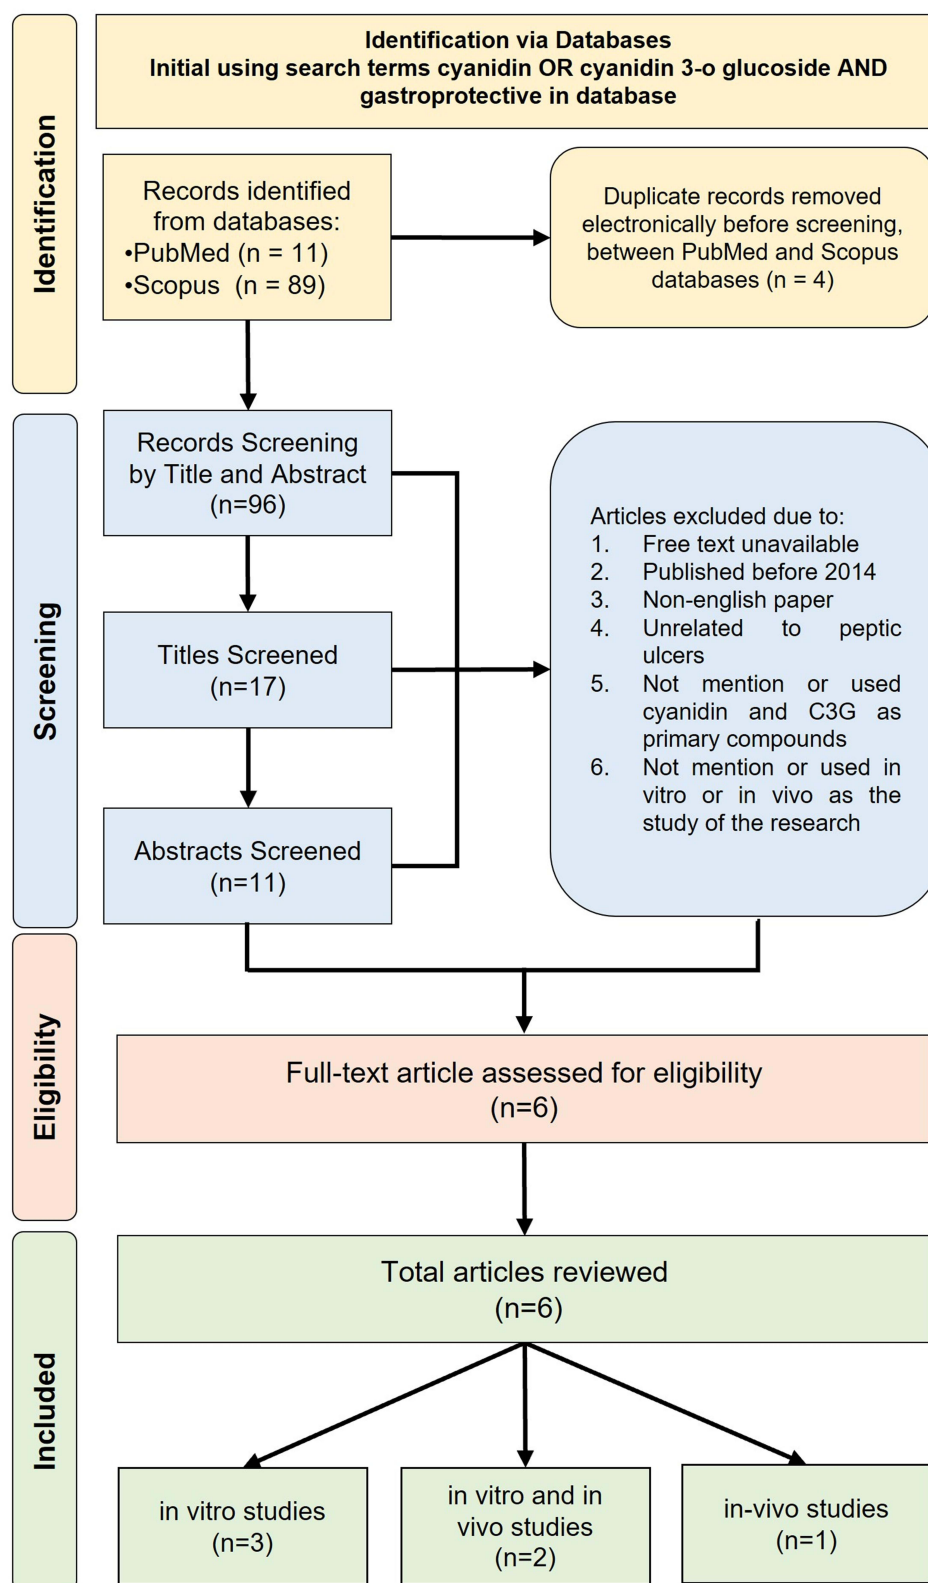 Identification
Identification via Databases
Initial using search terms cyanidin OR cyanidin 3-o glucoside AND
gastroprotective in database
Records identified
from databases:
•PubMed (n = 11)
•Scopus (n = 89)
Duplicate records removed
electronically before screening,
between PubMed and Scopus
databases (n = 4)
Screening
Records Screening
by Title and Abstract
(n=96)
Titles Screened
(n=17)
Abstracts Screened
(n=11)
Articles excluded due to:
1. Free text unavailable
2. Published before 2014
3. Non-english paper
4. Unrelated to peptic
ulcers
5. Not mention or used
cyanidin and C3G as
primary compounds
6. Not mention or used in
vitro or in vivo as the
study of the research
Eligibility
Full-text article assessed for eligibility
(n=6)
Included
Total articles reviewed
(n=6)
in vitro studies
(n=3)
in vitro and in
vivo studies
(n=2)
in-vivo studies
(n=1)